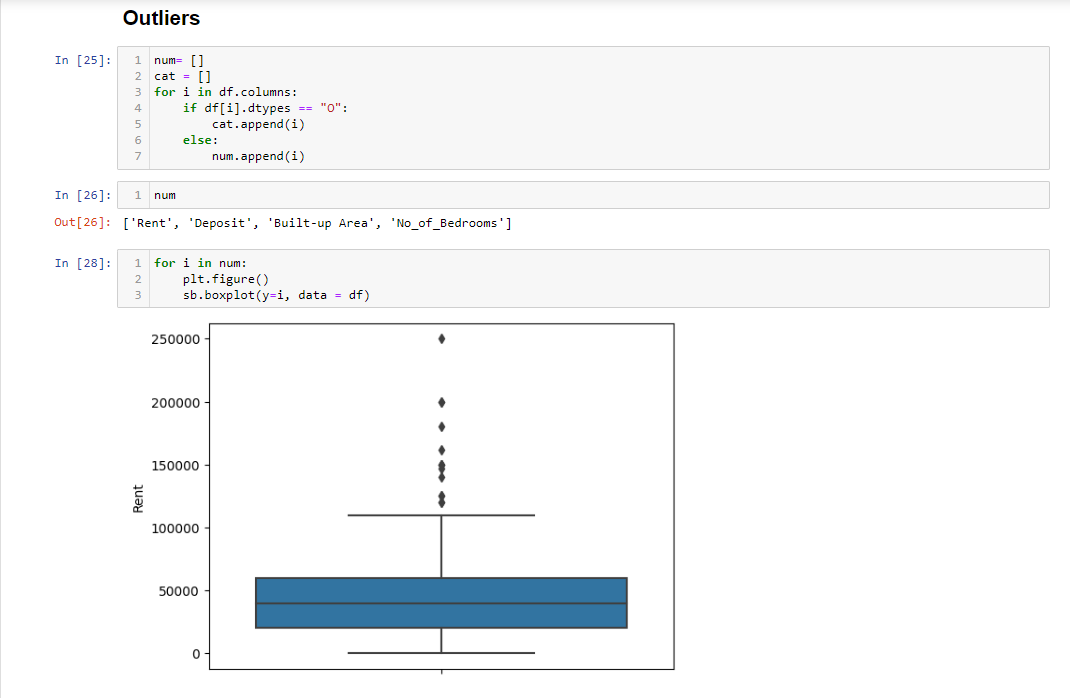 Outliers
In [25]:
1 num= []
2 cat = []
3 for i in df.columns:
4     if df[i].dtypes == "O":
5         cat.append(i)
6     else:
7         num.append(i)
In [26]:
1 num
Out[26]: ['Rent', 'Deposit', 'Built-up Area', 'No_of_Bedrooms']
In [28]:
1 for i in num:
2     plt.figure()
3     sb.boxplot(y=i, data = df)
250000
200000
150000
100000
50000
0
Rent